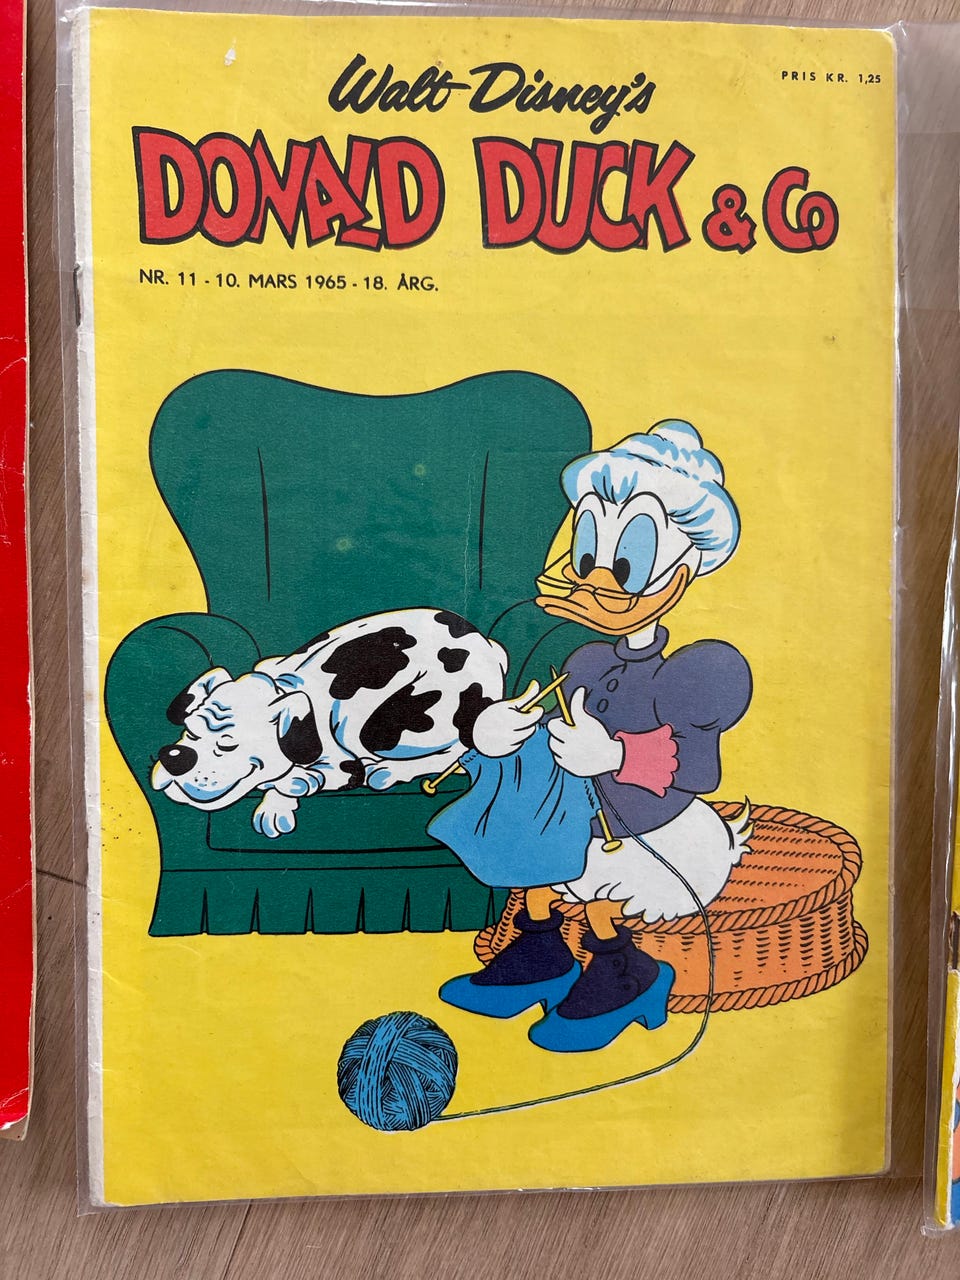 Walt Disney's
PRIS KR. 1,25
DONALD DUCK & Co
NR. 11 - 10. MARS 1965 - 18. ÅRG.